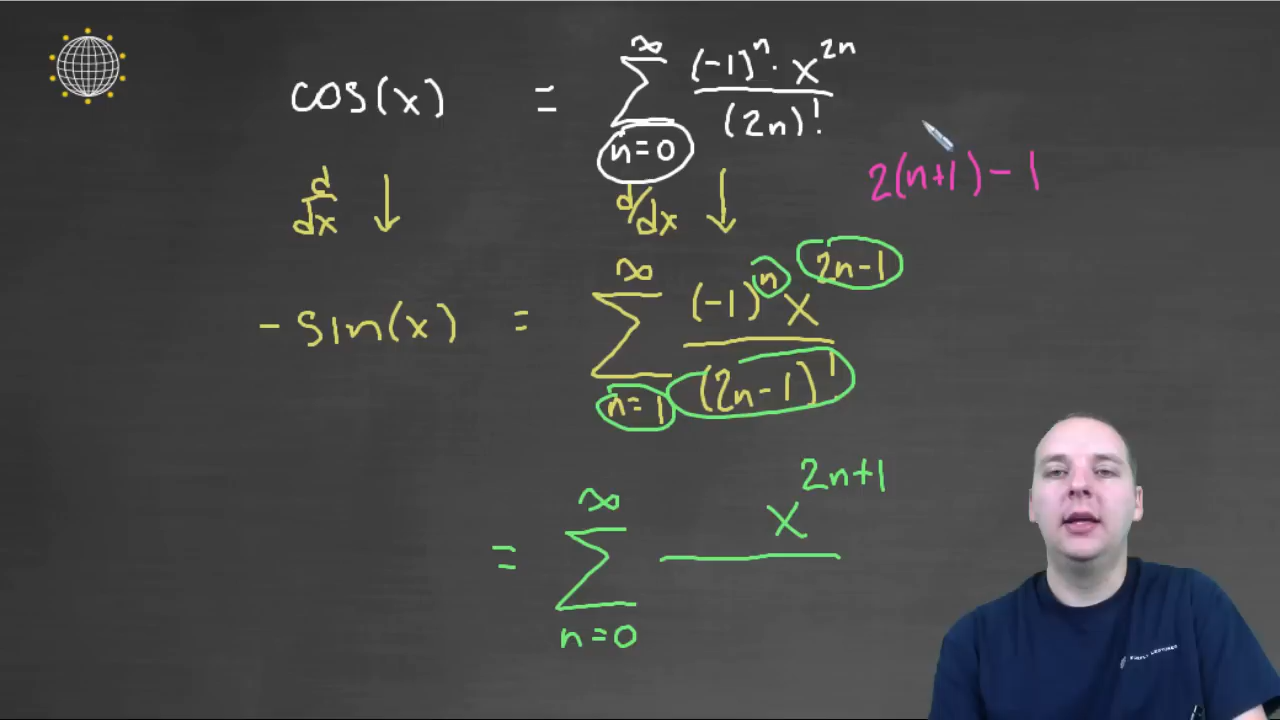 cos(x) = ∞ Σ n=0 (-1)^n · x^2n / (2n)!
2(n+1) - 1
d/dx ↓ d/dx ↓
- sin(x) = ∞ Σ n=1 (-1)^n x^2n-1 / (2n-1)!
= ∞ Σ n=0 x^2n+1